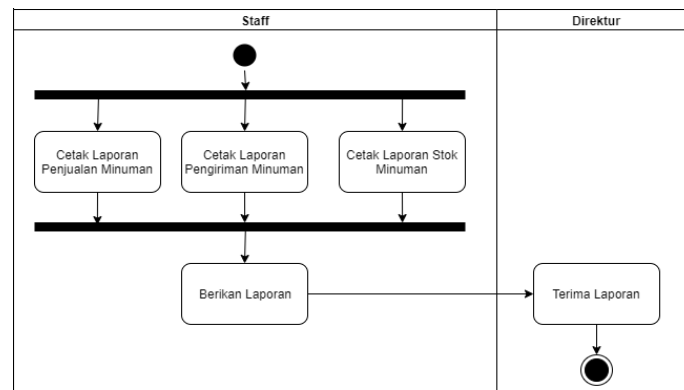 Staff
Direktur
Cetak Laporan
Penjualan Minuman
Cetak Laporan
Pengiriman Minuman
Cetak Laporan Stok
Minuman
Berikan Laporan
Terima Laporan